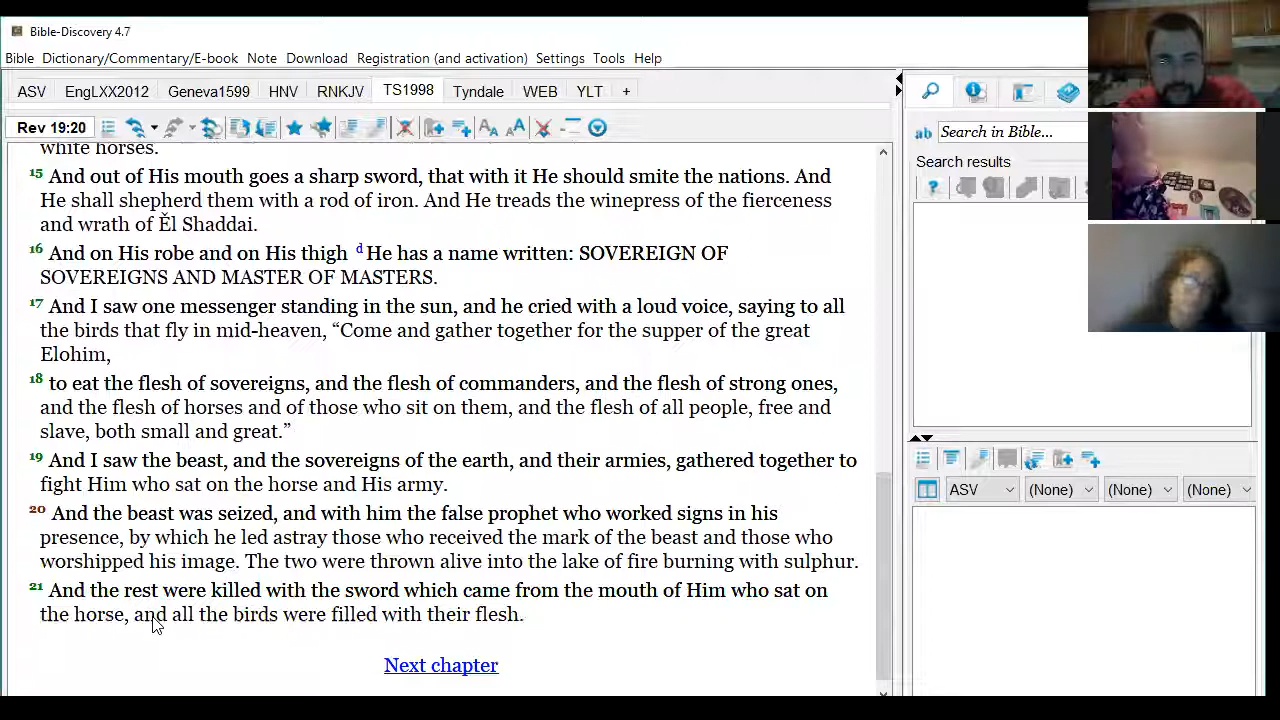 Bible-Discovery 4.7
Bible Dictionary/Commentary/E-book Note Download Registration (and activation) Settings Tools Help
ASV EngLXX2012 Geneva1599 HNV RNKJV TS1998 Tyndale WEB YLT +
Rev 19:20
white horses.
15 And out of His mouth goes a sharp sword, that with it He should smite the nations. And
He shall shepherd them with a rod of iron. And He treads the winepress of the fierceness
and wrath of Ěl Shaddai.
16 And on His robe and on His thigh d He has a name written: SOVEREIGN OF
SOVEREIGNS AND MASTER OF MASTERS.
17 And I saw one messenger standing in the sun, and he cried with a loud voice, saying to all
the birds that fly in mid-heaven, “Come and gather together for the supper of the great
Elohim,
18 to eat the flesh of sovereigns, and the flesh of commanders, and the flesh of strong ones,
and the flesh of horses and of those who sit on them, and the flesh of all people, free and
slave, both small and great.”
19 And I saw the beast, and the sovereigns of the earth, and their armies, gathered together to
fight Him who sat on the horse and His army.
20 And the beast was seized, and with him the false prophet who worked signs in his
presence, by which he led astray those who received the mark of the beast and those who
worshipped his image. The two were thrown alive into the lake of fire burning with sulphur.
21 And the rest were killed with the sword which came from the mouth of Him who sat on
the horse, and all the birds were filled with their flesh.
Next chapter
ab Search in Bible...
Search results
ASV (None) (None) (None)